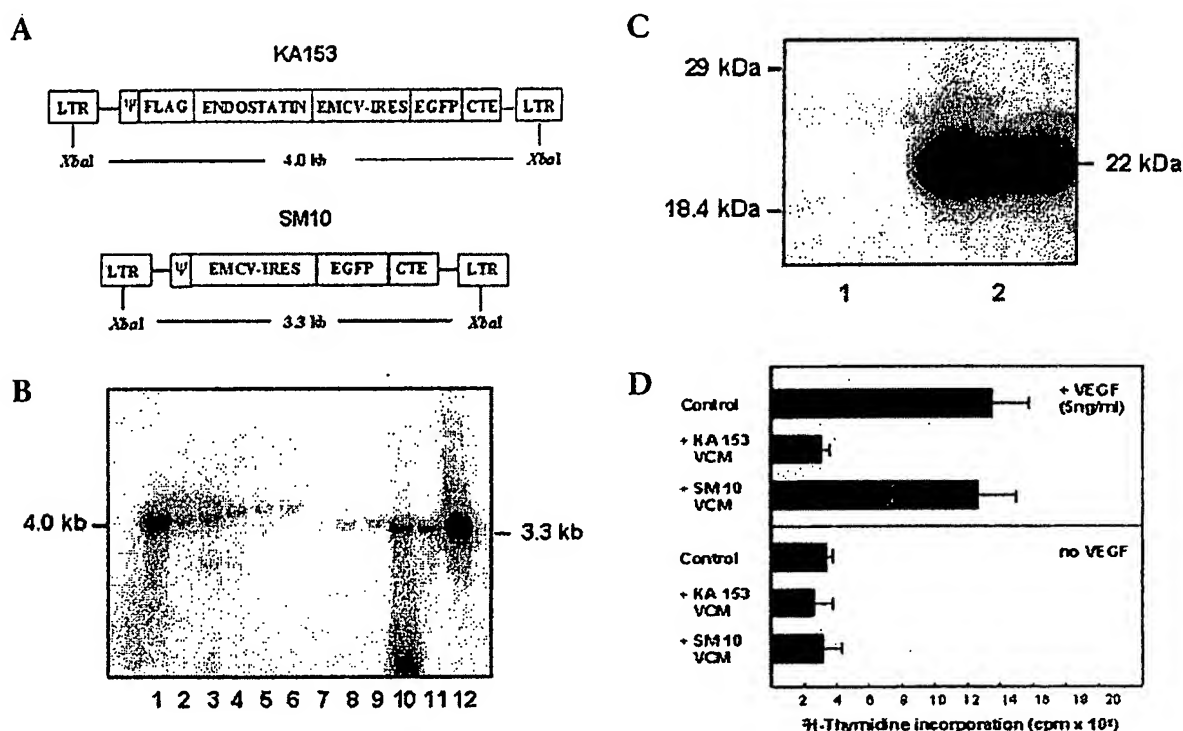 A
KA153
LTR Ψ FLAG ENDOSTATIN EMCV-IRES EGFP CTE LTR
XbaI 4.0 kb XbaI
SM10
LTR Ψ EMCV-IRES EGFP CTE LTR
XbaI 3.3 kb XbaI
B
4.0 kb
3.3 kb
1 2 3 4 5 6 7 8 9 10 11 12
C
29 kDa
22 kDa
18.4 kDa
1 2
D
Control
+ VEGF
(5ng/ml)
+ KA 153
VCM
+ SM 10
VCM
Control
no VEGF
+ KA 153
VCM
+ SM 10
VCM
2 4 6 8 10 12 14 16 18 20
³H-Thymidine incorporation (cpm x